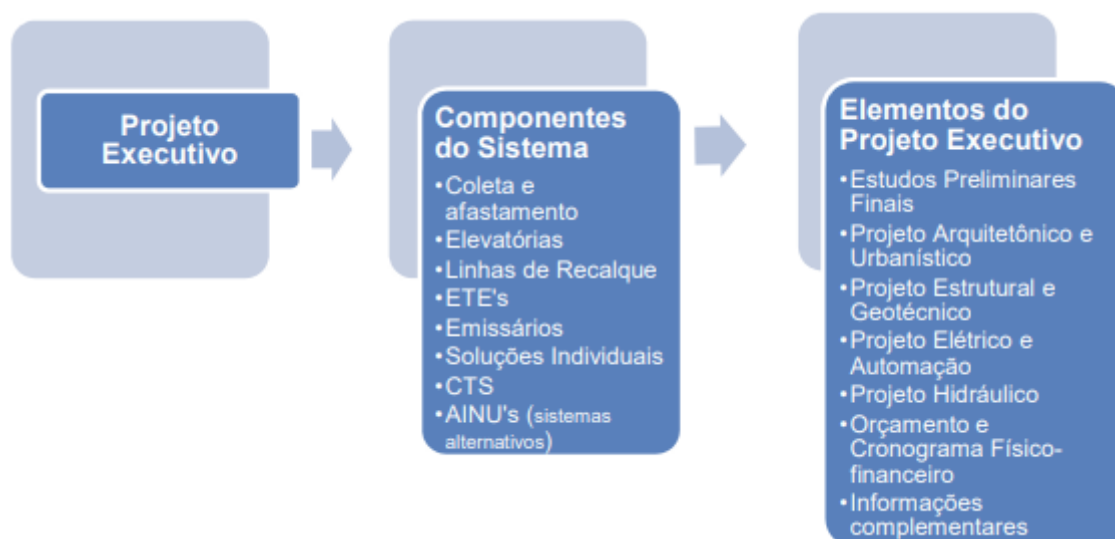 Projeto
Executivo
Componentes
do Sistema
•Coleta e
afastamento
•Elevatórias
•Linhas de Recalque
•ETE's
•Emissários
•Soluções Individuais
•CTS
•AINU's (sistemas
alternativos)
Elementos do
Projeto Executivo
•Estudos Preliminares
Finais
•Projeto Arquitetônico e
Urbanístico
•Projeto Estrutural e
Geotécnico
•Projeto Elétrico e
Automação
•Projeto Hidráulico
•Orçamento e
Cronograma Físico-
financeiro
•Informações
complementares